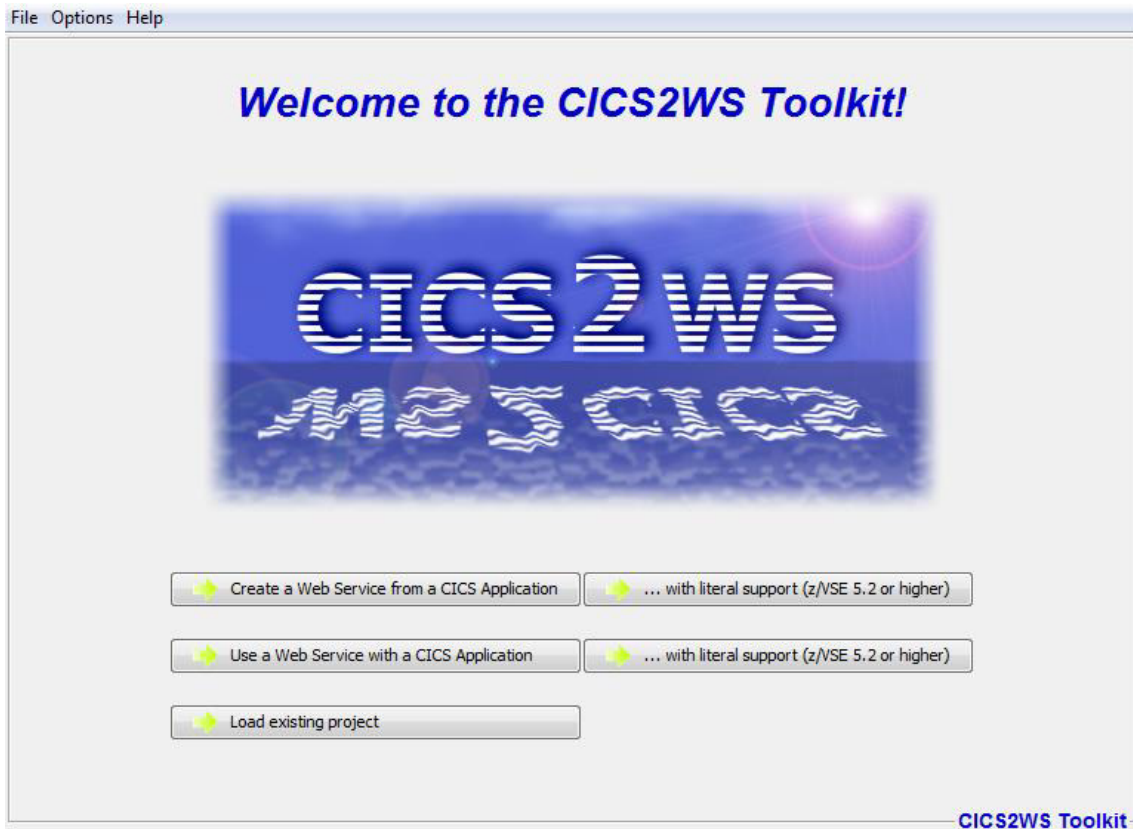 File Options Help
Welcome to the CICS2WS Toolkit!
CICS2WS
CICS2WS
Create a Web Service from a CICS Application ... with literal support (z/VSE 5.2 or higher)
Use a Web Service with a CICS Application ... with literal support (z/VSE 5.2 or higher)
Load existing project
CICS2WS Toolkit